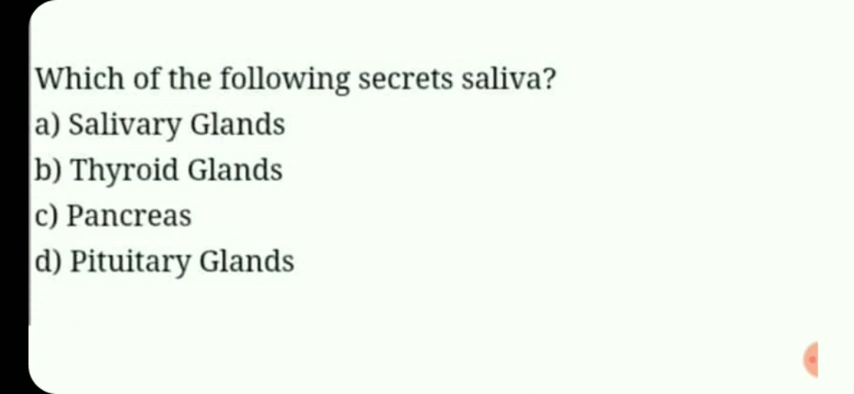 Which of the following secrets saliva?
a) Salivary Glands
b) Thyroid Glands
c) Pancreas
d) Pituitary Glands